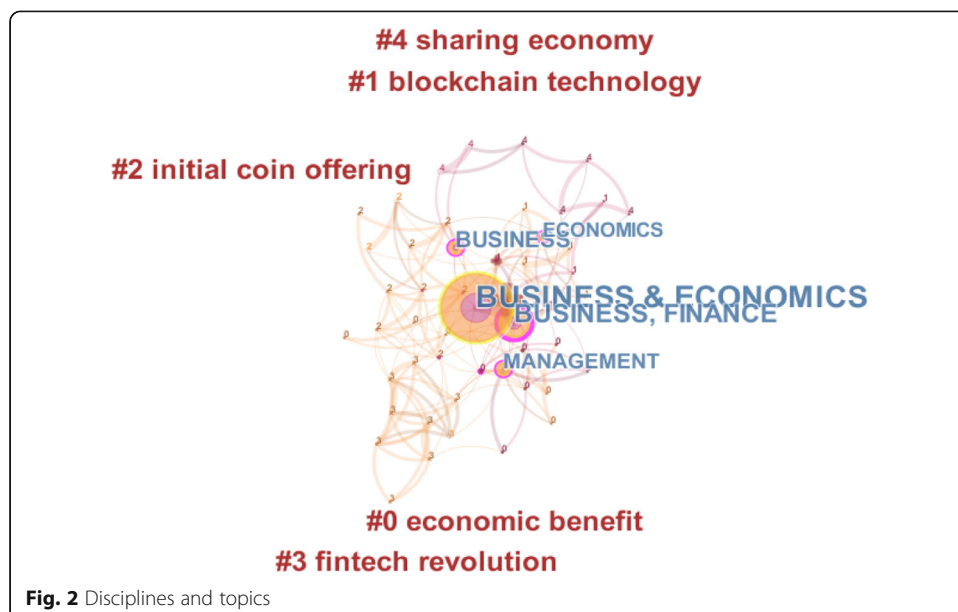 #4 sharing economy
#1 blockchain technology
#2 initial coin offering
BUSINESS
ECONOMICS
BUSINESS & ECONOMICS
BUSINESS, FINANCE
MANAGEMENT
#0 economic benefit
#3 fintech revolution
Fig. 2 Disciplines and topics